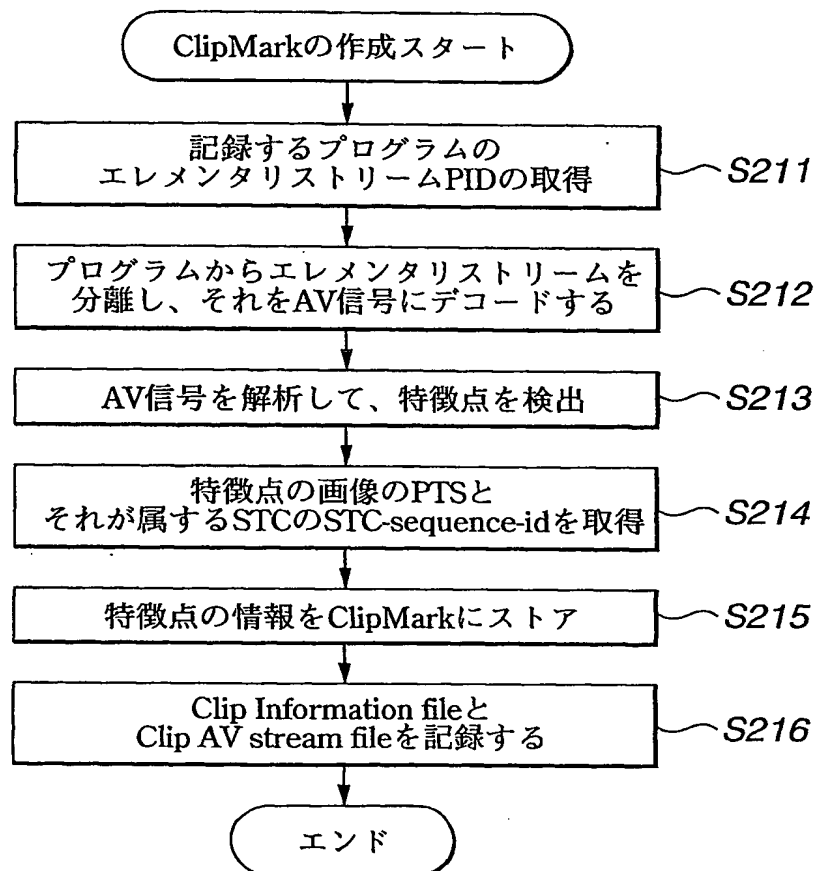 ClipMarkの作成スタート
記録するプログラムの
エレメンタリストリームPIDの取得
S211
プログラムからエレメンタリストリームを
分離し、それをAV信号にデコードする
S212
AV信号を解析して、特徴点を検出
S213
特徴点の画像のPTSと
それが属するSTCのSTC-sequence-idを取得
S214
特徴点の情報をClipMarkにストア
S215
Clip Information fileと
Clip AV stream fileを記録する
S216
エンド